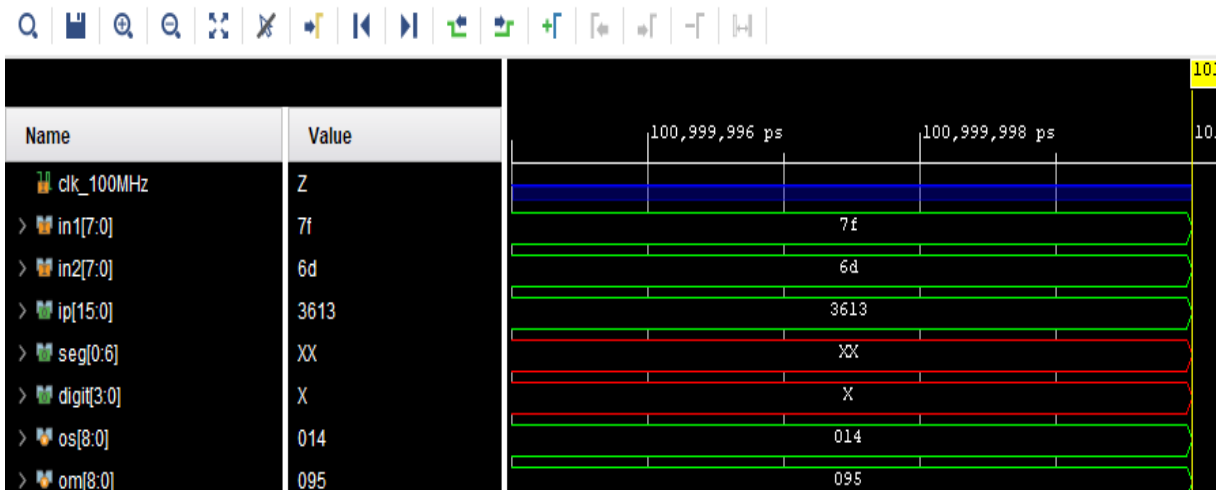 101
100,999,996 ps
100,999,998 ps
10
Name Value
clk_100MHz Z
in1[7:0] 7f 7f
in2[7:0] 6d 6d
ip[15:0] 3613 3613
seg[0:6] XX XX
digit[3:0] X X
os[8:0] 014 014
om[8:0] 095 095